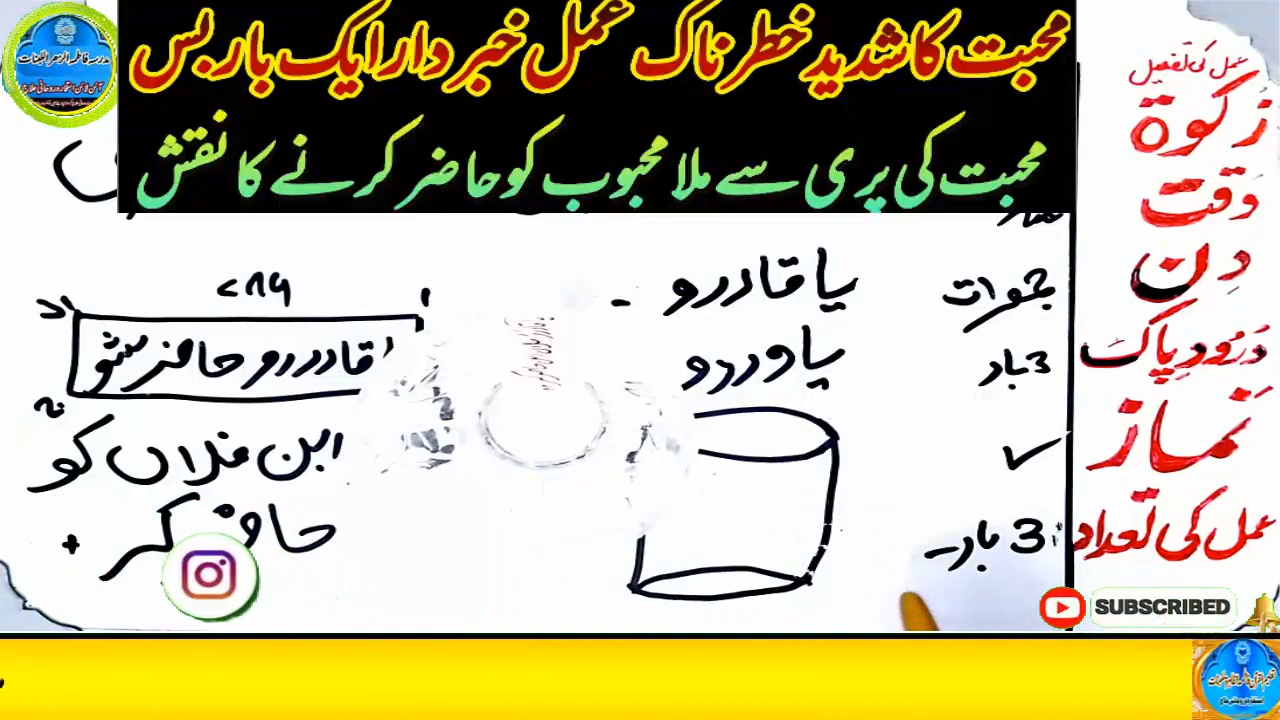 محبت کا شدید خطرناک عمل خبردار ایک بار بس
محبت کی پری سے ملا محبوب کو حاضر کرنے کا نقش
عمل کی تفصیل
زکوۃ
وقت
دن
جمعرات
درود پاک
3 بار
نماز
✓
عمل کی تعداد
3 بار۔
یا قادرو
یا وردو
۷۸۶
قادررو حاضر شو
ابن فلاں کو
حاضر کر
SUBSCRIBED